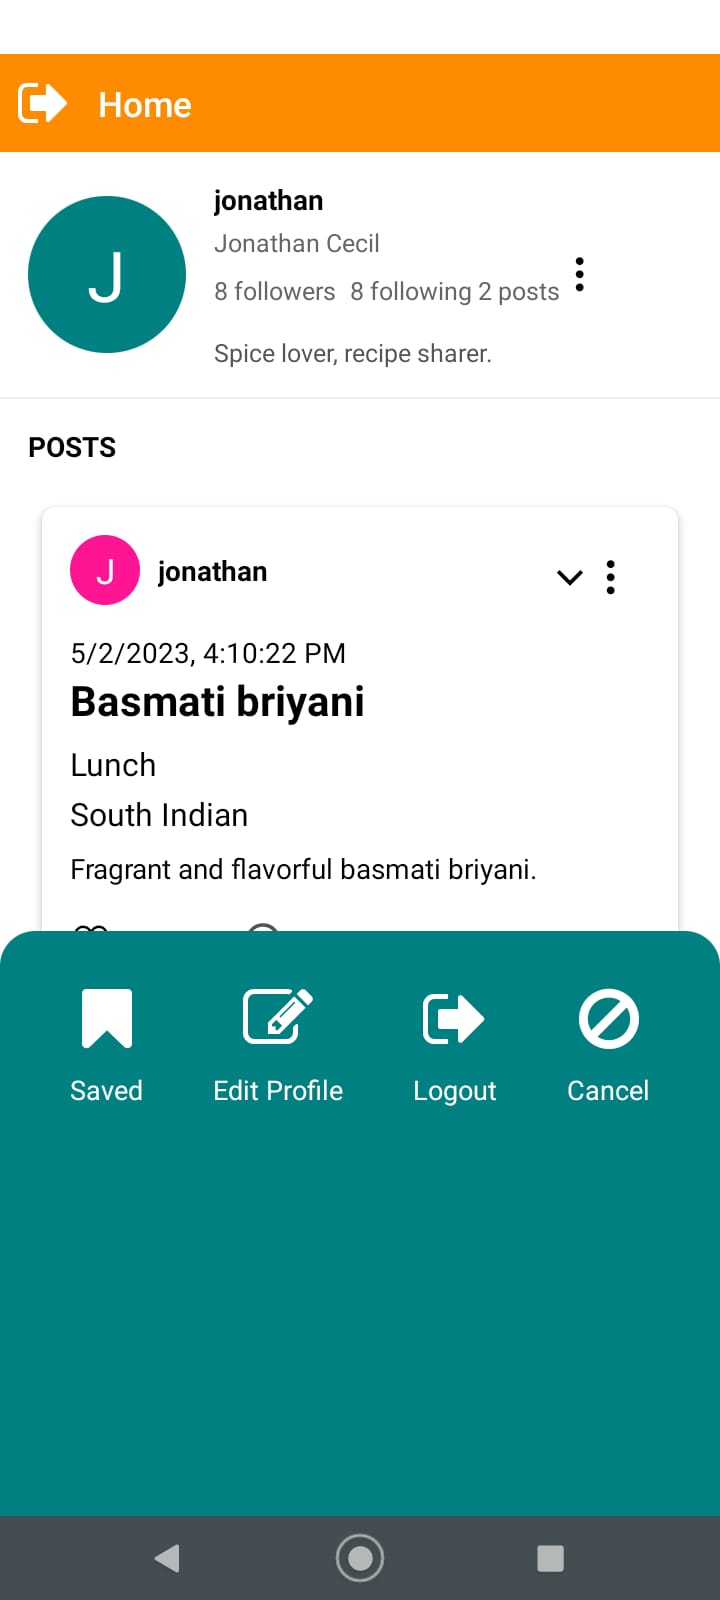 Home
J
jonathan
Jonathan Cecil
8 followers 8 following 2 posts
Spice lover, recipe sharer.
POSTS
J
jonathan
5/2/2023, 4:10:22 PM
Basmati briyani
Lunch
South Indian
Fragrant and flavorful basmati briyani.
Saved Edit Profile Logout Cancel